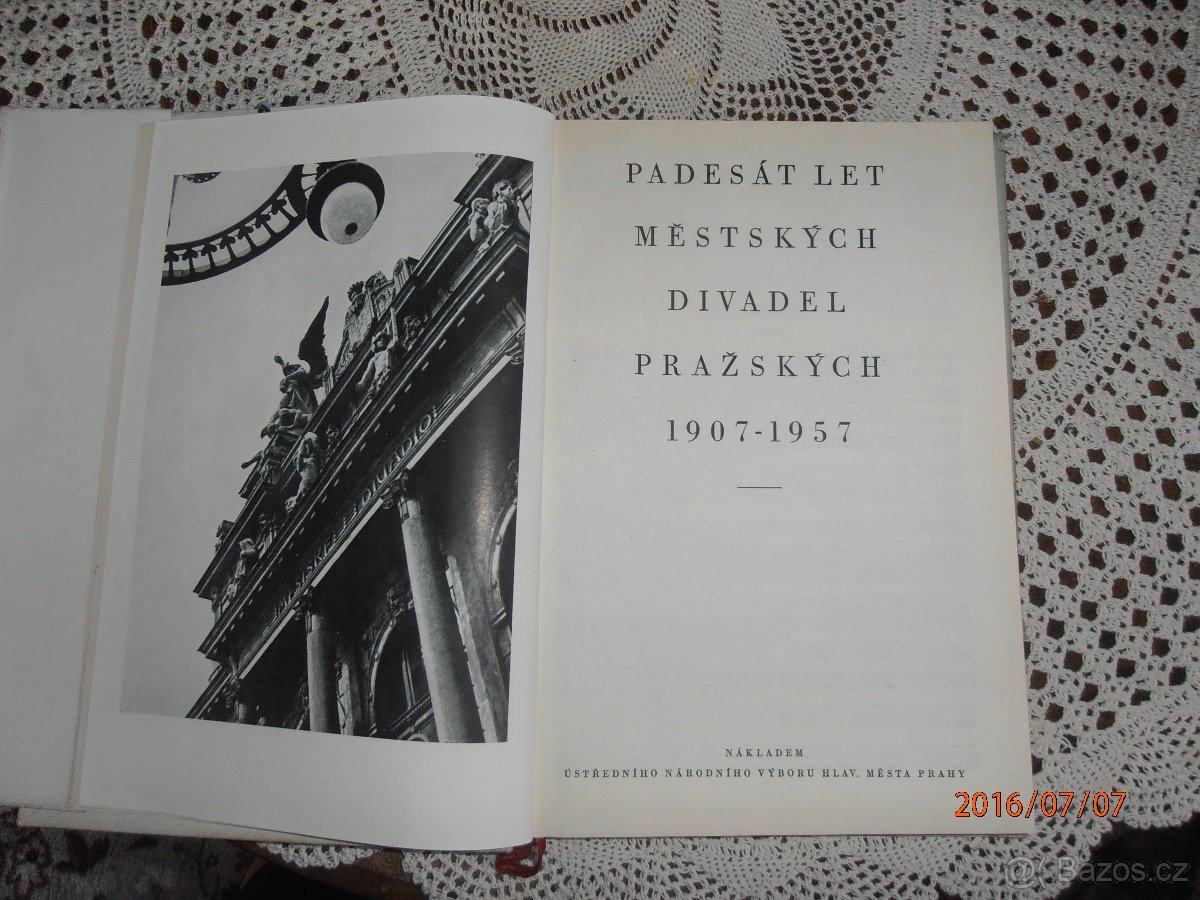 PADESÁT LET
MĚSTSKÝCH
DIVADEL
PRAŽSKÝCH
1907-1957
NÁKLADEM
ÚSTŘEDNÍHO NÁRODNÍHO VÝBORU HLAV. MĚSTA PRAHY
DIVADLO
2016/07/07
@ Bazos.cz